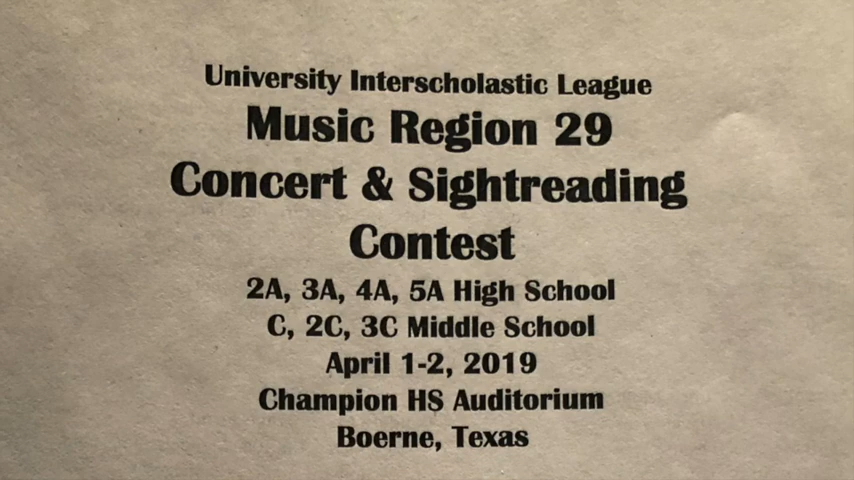 University Interscholastic League
Music Region 29
Concert & Sightreading
Contest
2A, 3A, 4A, 5A High School
C, 2C, 3C Middle School
April 1-2, 2019
Champion HS Auditorium
Boerne, Texas